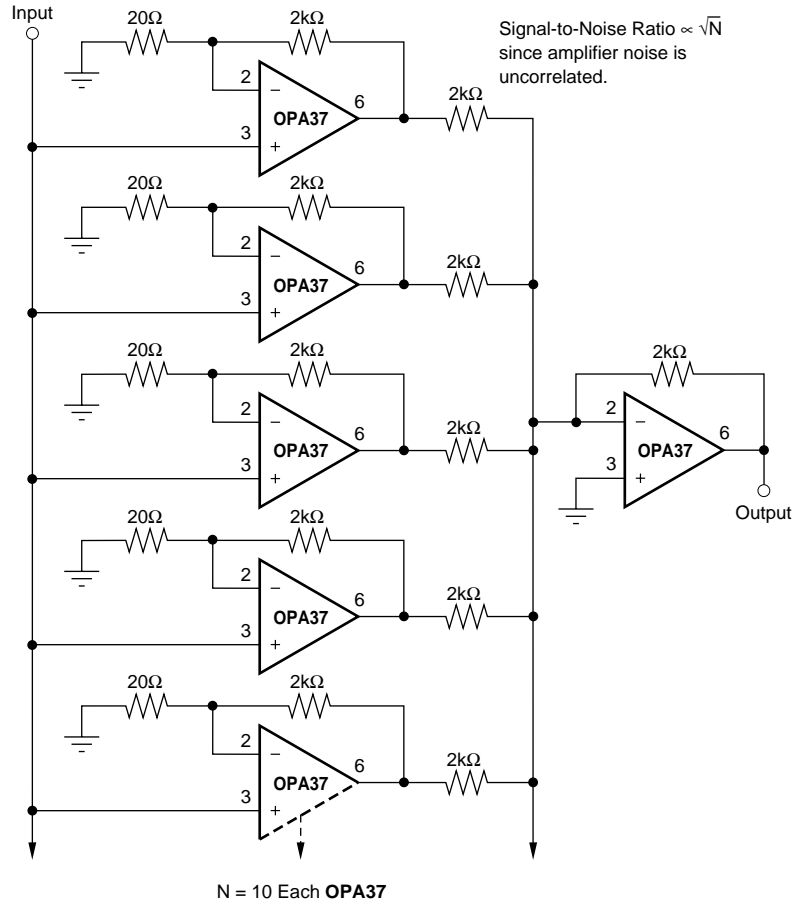 Input
20Ω
2kΩ
Signal-to-Noise Ratio ∝ √N
since amplifier noise is
uncorrelated.
2
−
OPA37
6
3
+
2kΩ
20Ω
2kΩ
2
−
OPA37
6
3
+
2kΩ
20Ω
2kΩ
2
−
OPA37
6
3
+
2kΩ
2kΩ
2
−
OPA37
6
3
+
Output
20Ω
2kΩ
2
−
OPA37
6
3
+
2kΩ
20Ω
2kΩ
2
−
OPA37
6
3
+
2kΩ
N = 10 Each OPA37